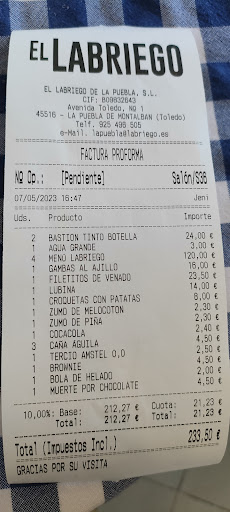 EL LABRIEGO
EL LABRIEGO DE LA PUEBLA, S.L.
CIF: B09832643
Avenida Toledo, Nº 1
45516 - LA PUEBLA DE MONTALBAN (Toledo)
Telf. 925 496 505
e-Mail. lapuebla@labriego.es
FACTURA PROFORMA
Nº Op.: [Pendiente] Salón/S36
07/05/2023 16:47 Jeni
Uds. Producto Importe
2 BASTION TINTO BOTELLA 24,00 €
1 AGUA GRANDE 3,00 €
4 MENÚ LABRIEGO 120,00 €
1 GAMBAS AL AJILLO 16,00 €
1 FILETITOS DE VENADO 23,50 €
1 LUBINA 14,00 €
1 CROQUETAS CON PATATAS 8,00 €
1 ZUMO DE MELOCOTON 2,30 €
1 ZUMO DE PIÑA 2,30 €
1 COCACOLA 2,40 €
3 CAÑA ÁGUILA 4,50 €
1 TERCIO AMSTEL 0,0 2,50 €
1 BROWNIE 4,50 €
1 BOLA DE HELADO 2,00 €
1 MUERTE POR CHOCOLATE 4,50 €
10,00%: Base: 212,27 € Cuota: 21,23 €
Total: 212,27 € Total: 21,23 €
Total (Impuestos Incl.) 233,50 €
GRACIAS POR SU VISITA